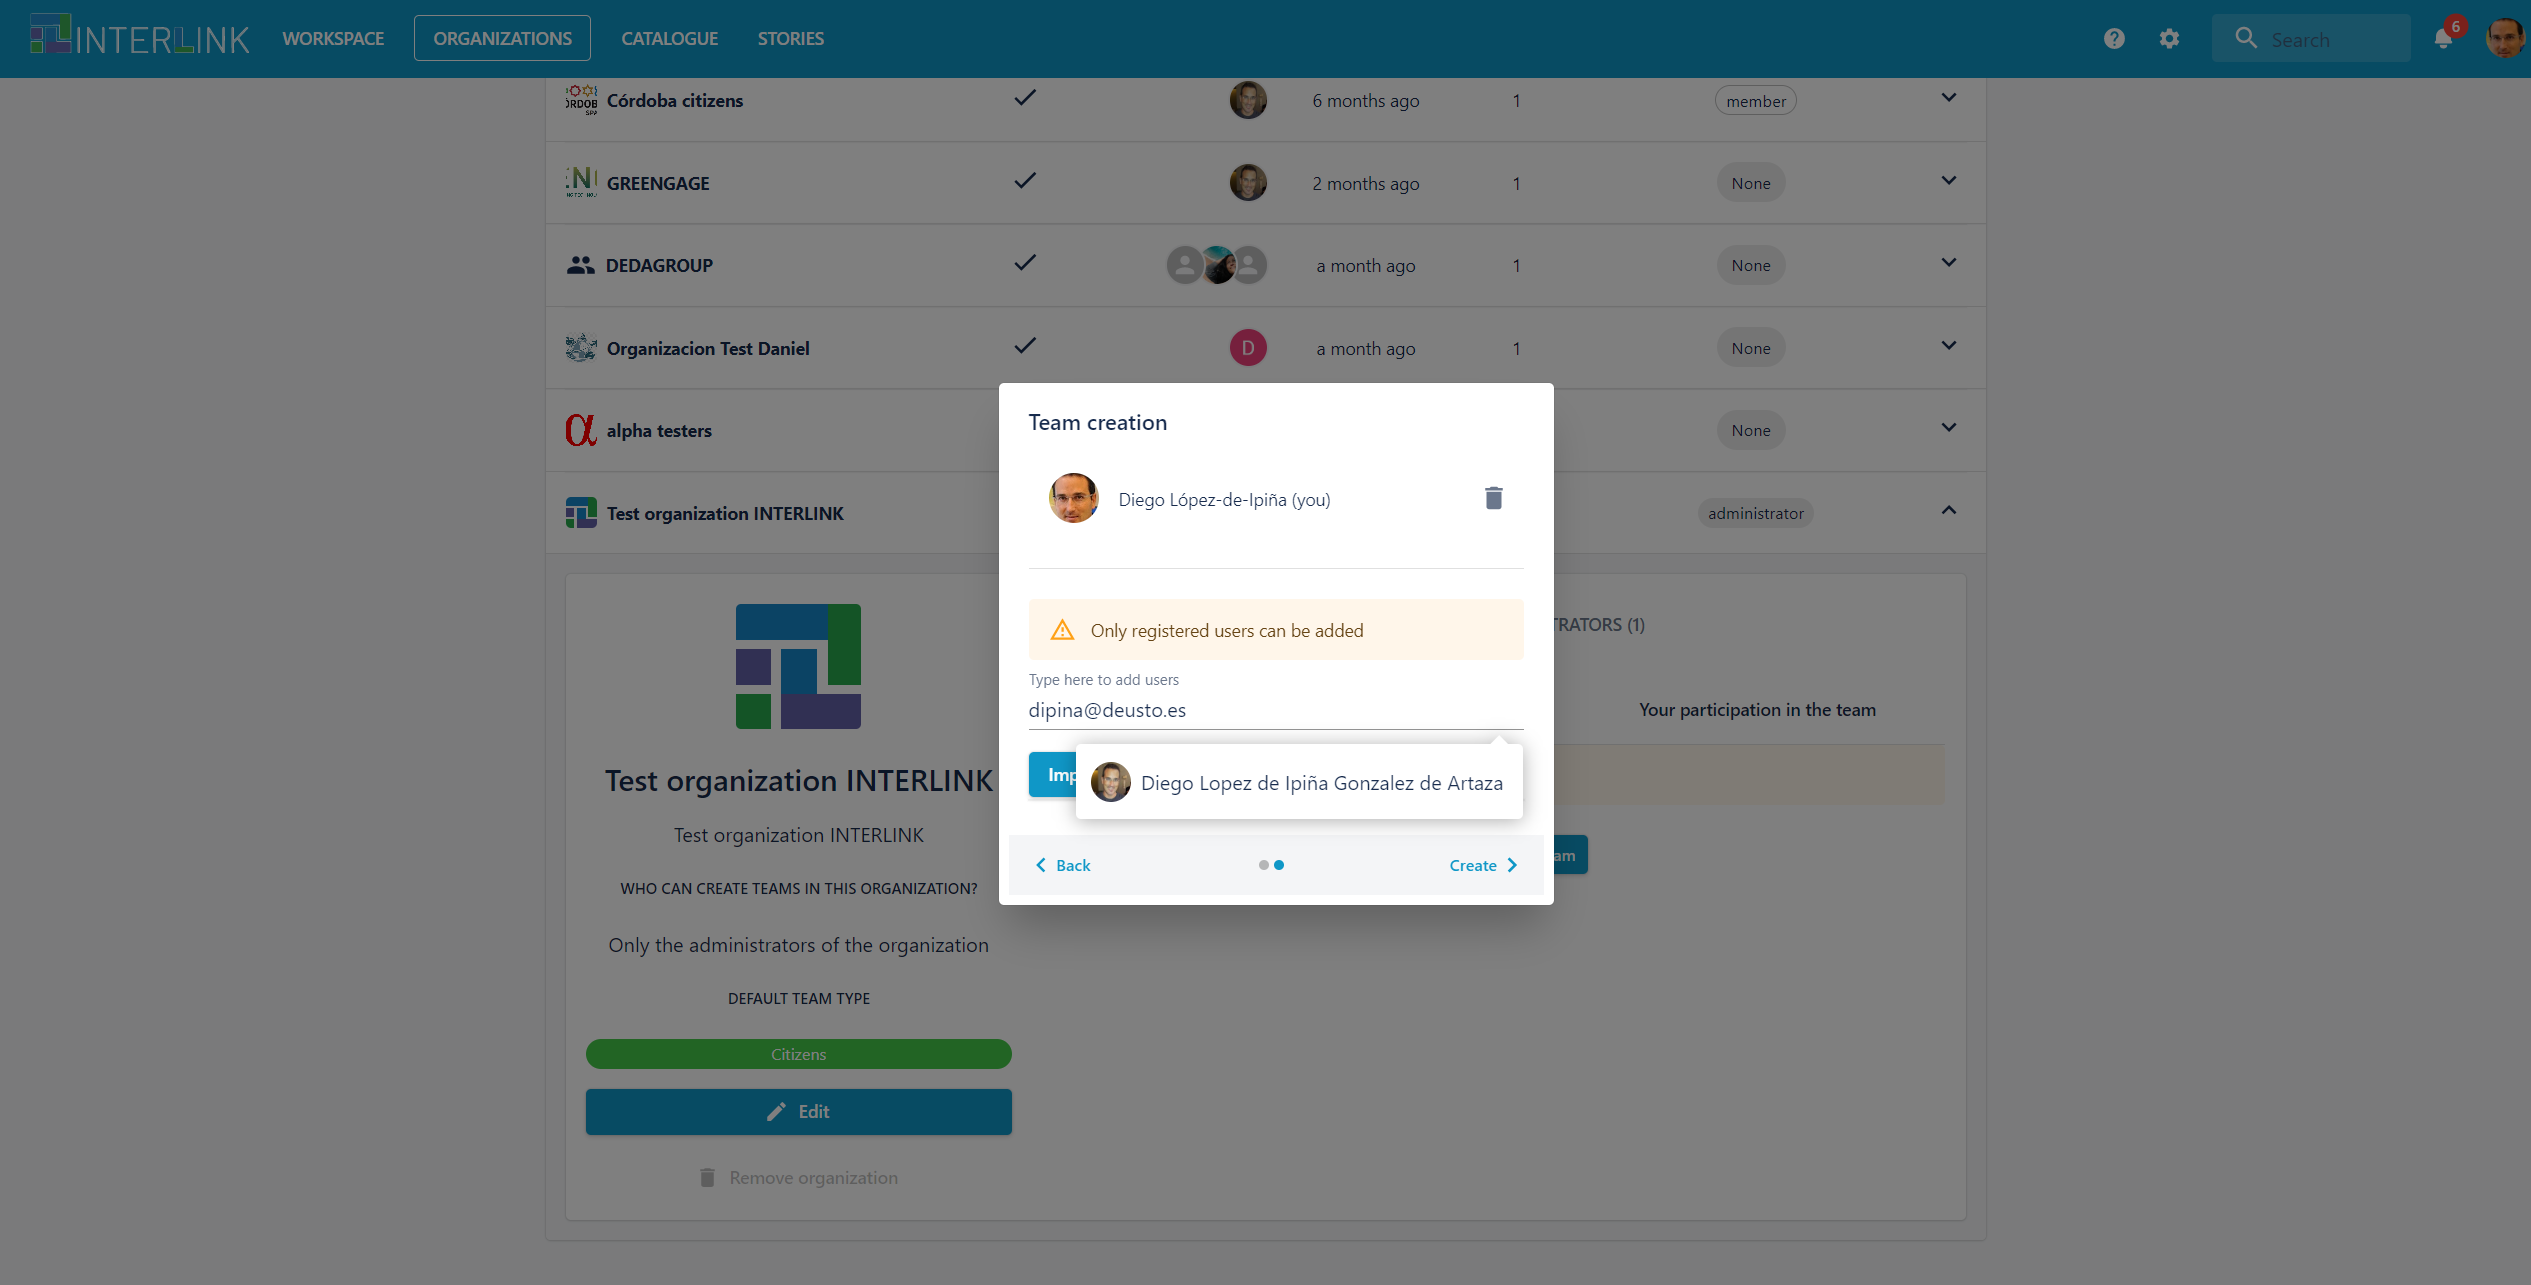 INTERLINK
WORKSPACE
ORGANIZATIONS
CATALOGUE
STORIES
Search
6
Córdoba citizens
6 months ago
1
member
GREENGAGE
2 months ago
1
None
DEDAGROUP
a month ago
1
None
Organizacion Test Daniel
D
a month ago
1
None
alpha testers
None
Test organization INTERLINK
administrator
Team creation
Diego López-de-Ipiña (you)
Only registered users can be added
Type here to add users
dipina@deusto.es
Imp
Diego Lopez de Ipiña Gonzalez de Artaza
Back
Create
Test organization INTERLINK
Test organization INTERLINK
WHO CAN CREATE TEAMS IN THIS ORGANIZATION?
Only the administrators of the organization
DEFAULT TEAM TYPE
Citizens
Edit
Remove organization
TRATORS (1)
Your participation in the team
am